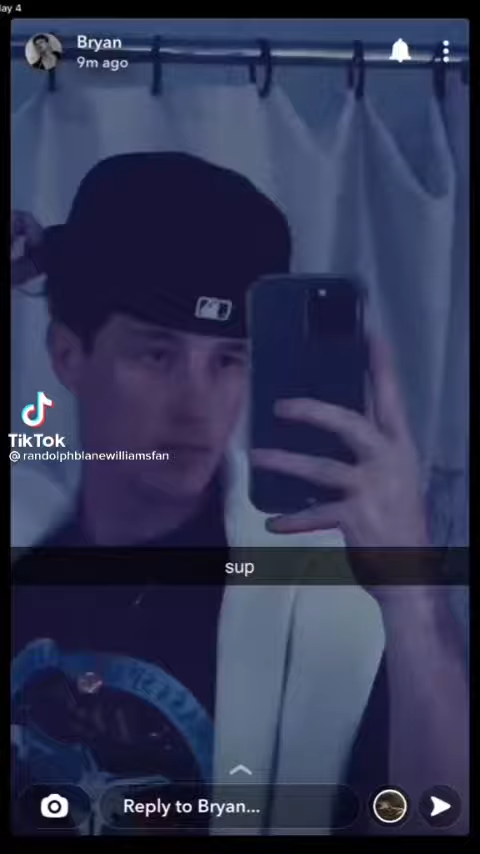 ay 4
Bryan
9m ago
TikTok
@randolphblanewilliamsfan
sup
Reply to Bryan...